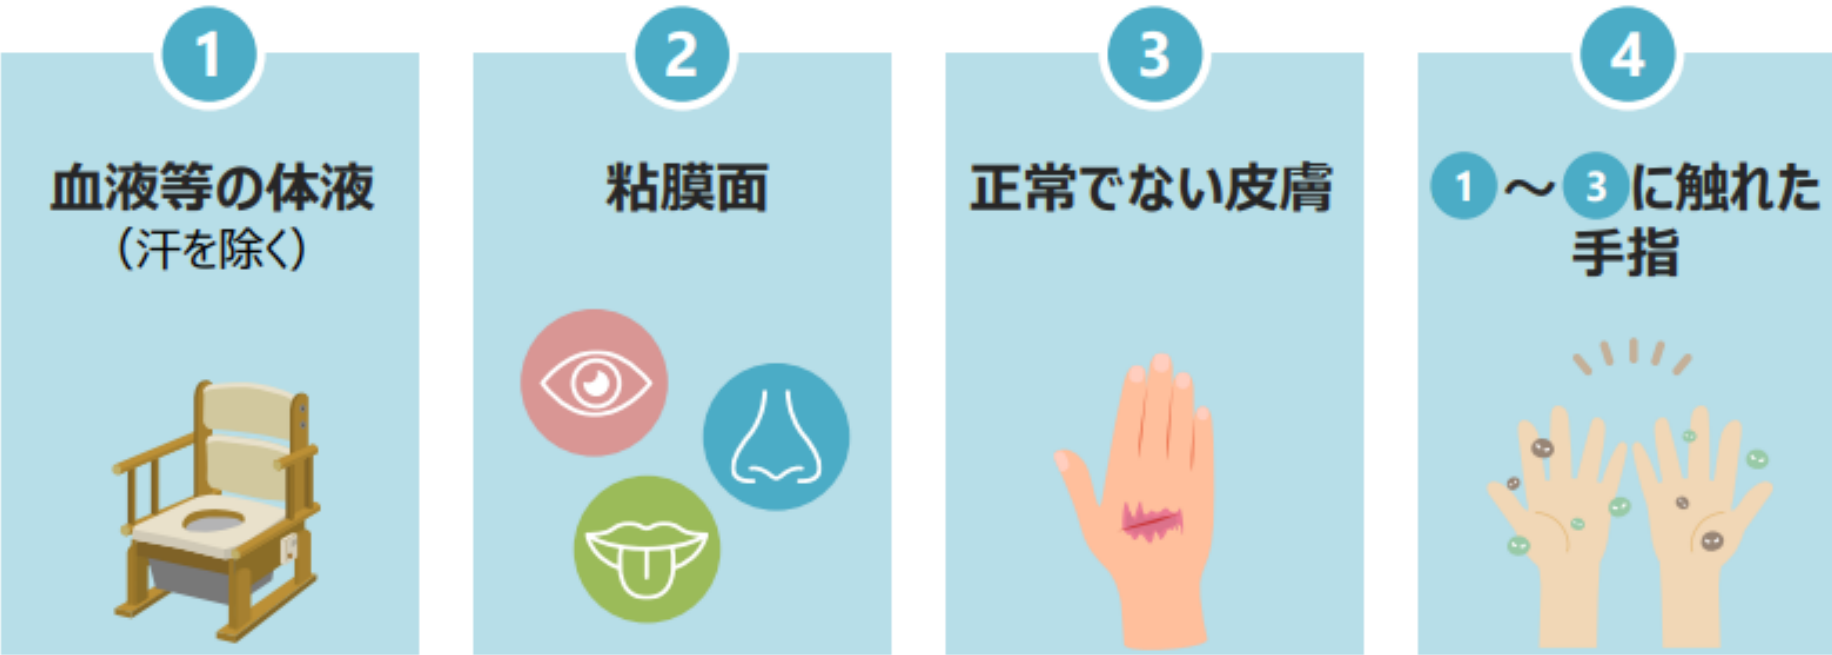 1
血液等の体液
（汗を除く）
2
粘膜面
3
正常でない皮膚
4
1～3に触れた
手指